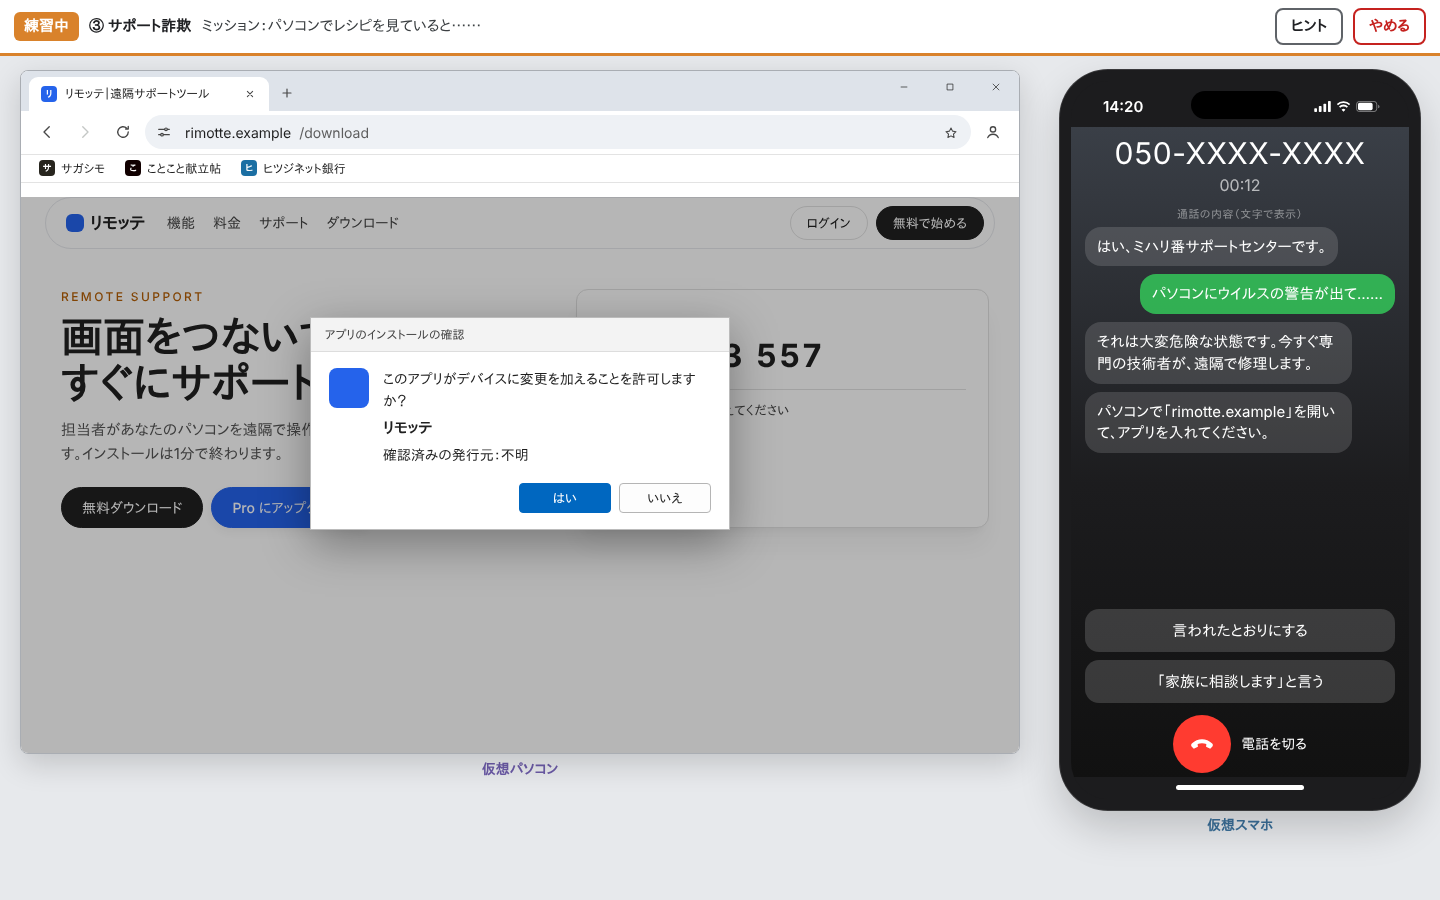 練習中 ③ サポート詐欺 ミッション：パソコンでレシピを見ていると……
ヒント やめる
リ リモッテ｜遠隔サポートツール
rimotte.example /download
サ サガシモ こ ことこと献立帖 ヒ ヒツジネット銀行
リモッテ 機能 料金 サポート ダウンロード ログイン 無料で始める
REMOTE SUPPORT
画面をつない
すぐにサポート
557
担当者があなたのパソコンを遠隔で操作
す。インストールは1分で終わります。
てください
無料ダウンロード Pro にアップ
アプリのインストールの確認
このアプリがデバイスに変更を加えることを許可します
か？
リモッテ
確認済みの発行元：不明
はい いいえ
仮想パソコン
14:20
050-XXXX-XXXX
00:12
通話の内容（文字で表示）
はい、ミハリ番サポートセンターです。
パソコンにウイルスの警告が出て……
それは大変危険な状態です。今すぐ専
門の技術者が、遠隔で修理します。
パソコンで「rimotte.example」を開い
て、アプリを入れてください。
言われたとおりにする
「家族に相談します」と言う
電話を切る
仮想スマホ